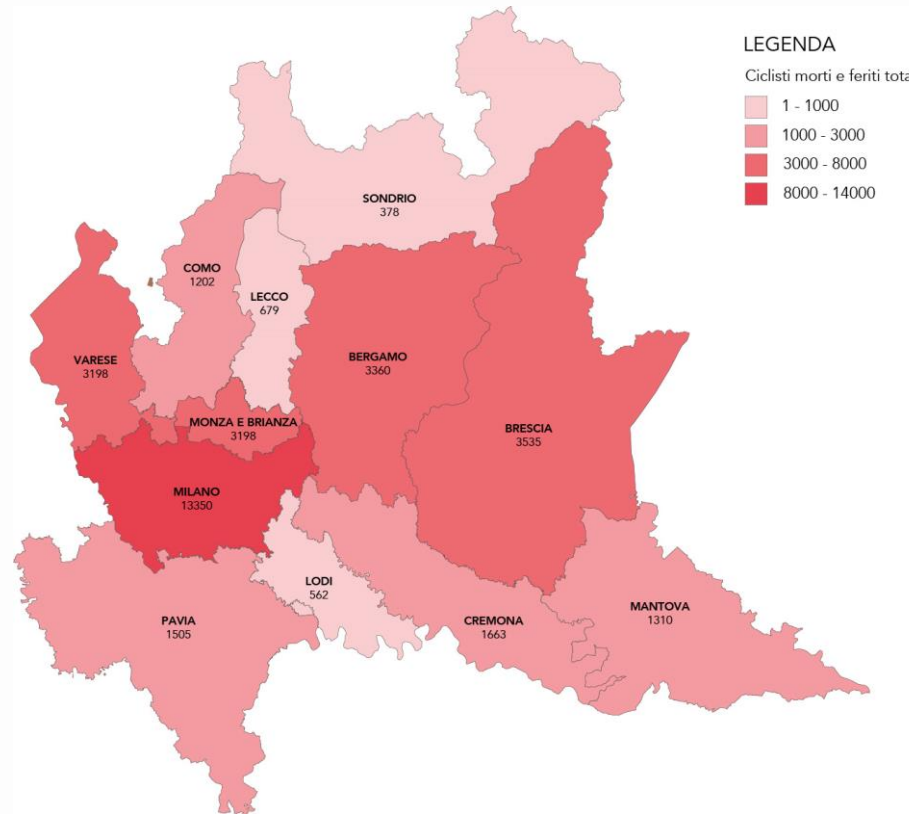 LEGENDA
Ciclisti morti e feriti
1 - 1000
1000 - 3000
3000 - 8000
8000 - 14000
SONDRIO
378
COMO
1202
LECCO
679
VARESE
3198
BERGAMO
3360
MONZA E BRIANZA
3198
BRESCIA
3535
MILANO
13350
LODI
562
PAVIA
1505
CREMONA
1663
MANTOVA
1310